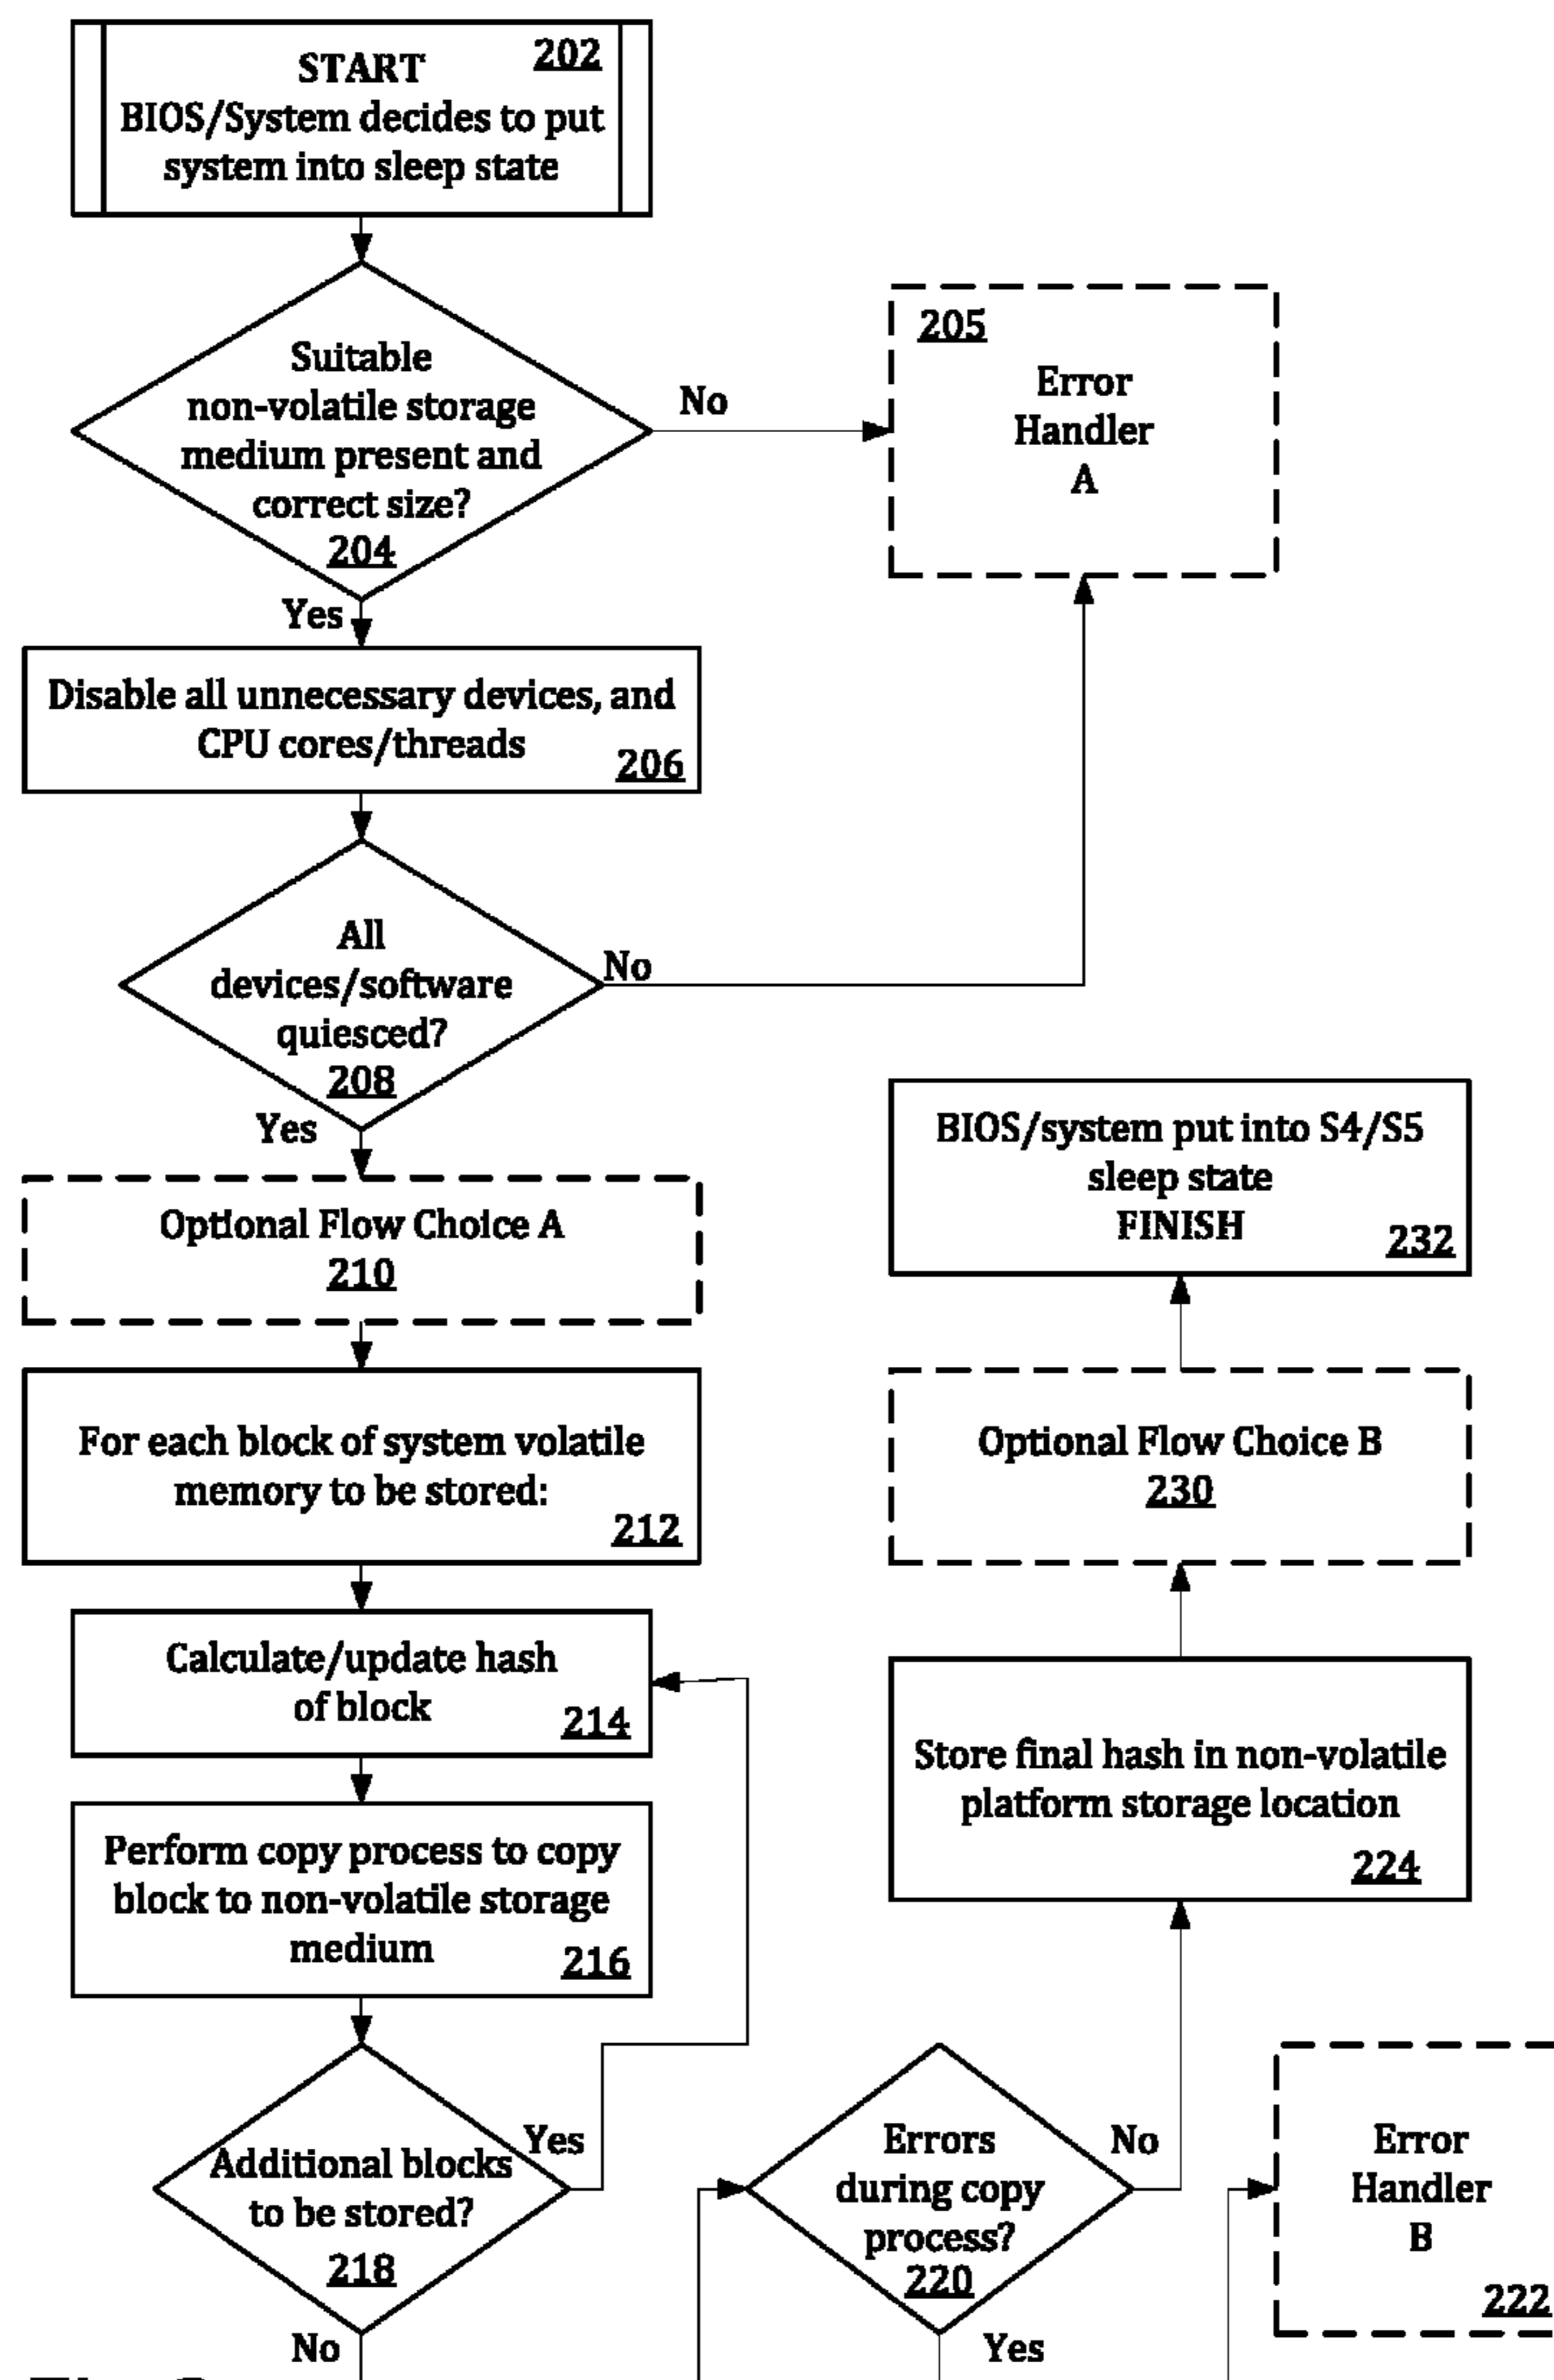 202
START
BIOS/System decides to put
system into sleep state
Suitable
non-volatile storage
medium present and
correct size?
204
No
205
Error
Handler
A
Yes
Disable all unnecessary devices, and
CPU cores/threads
206
All
devices/software
quiesced?
208
No
Yes
Optional Flow Choice A
210
For each block of system volatile
memory to be stored:
212
Calculate/update hash
of block
214
Perform copy process to copy
block to non-volatile storage
medium
216
Additional blocks
to be stored?
218
Yes
No
Errors
during copy
process?
220
No
Yes
Error
Handler
B
222
Store final hash in non-volatile
platform storage location
224
Optional Flow Choice B
230
BIOS/system put into S4/S5
sleep state
FINISH
232